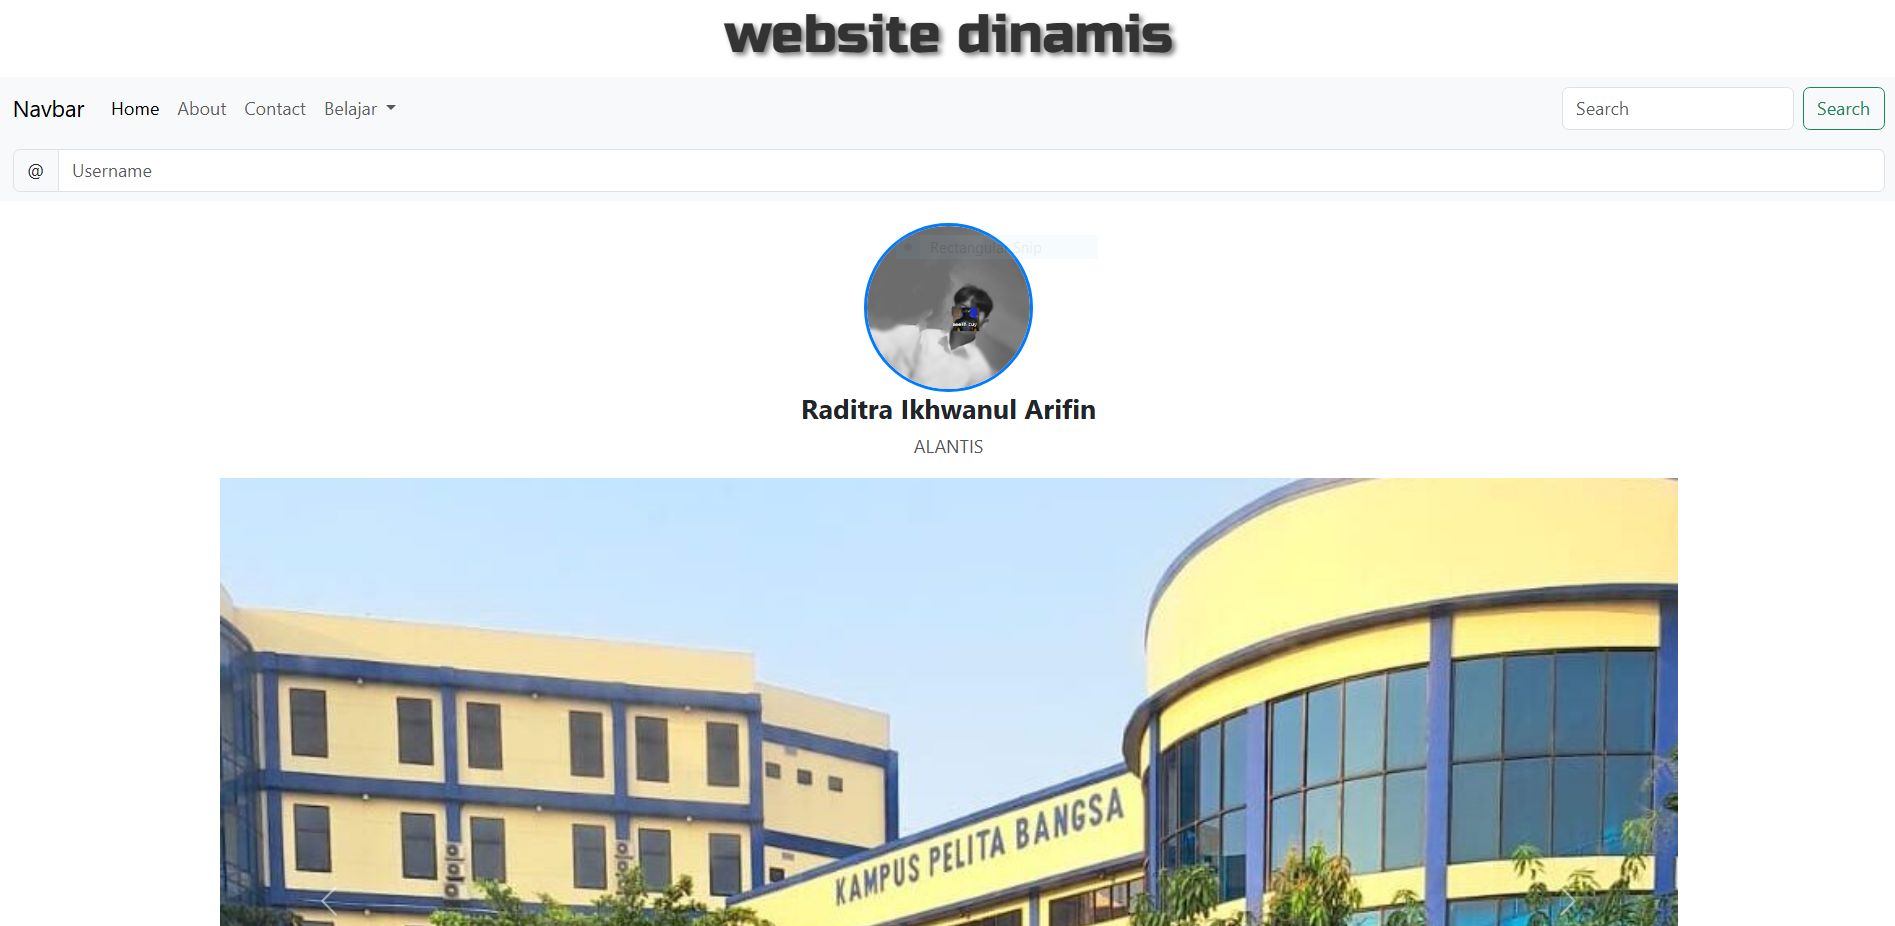 website dinamis
Navbar Home About Contact Belajar Search Search
@ Username
Rectangular Snip
Raditra Ikhwanul Arifin
ALANTIS
KAMPUS PELITA BANGSA